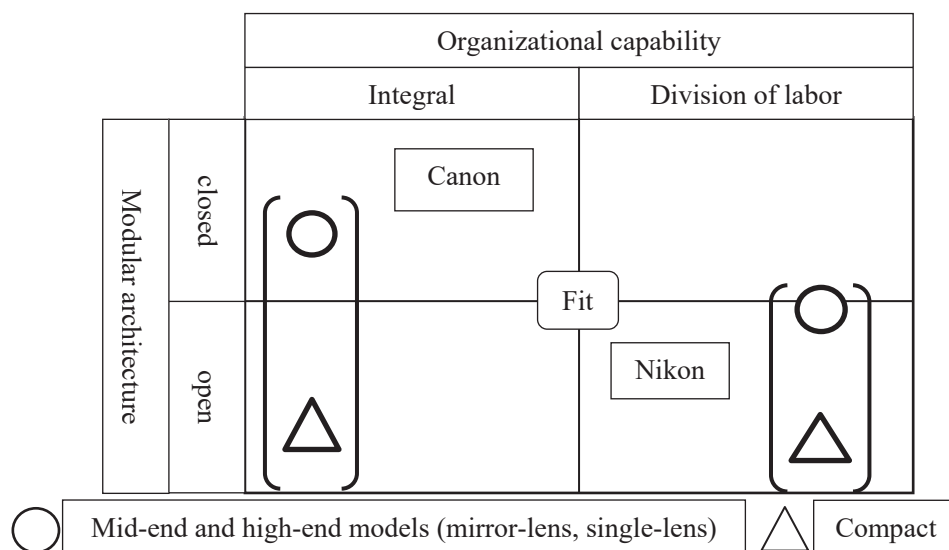 Organizational capability
Integral
Division of labor
Modular architecture
closed
Canon
Fit
open
Nikon
Mid-end and high-end models (mirror-lens, single-lens)
Compact